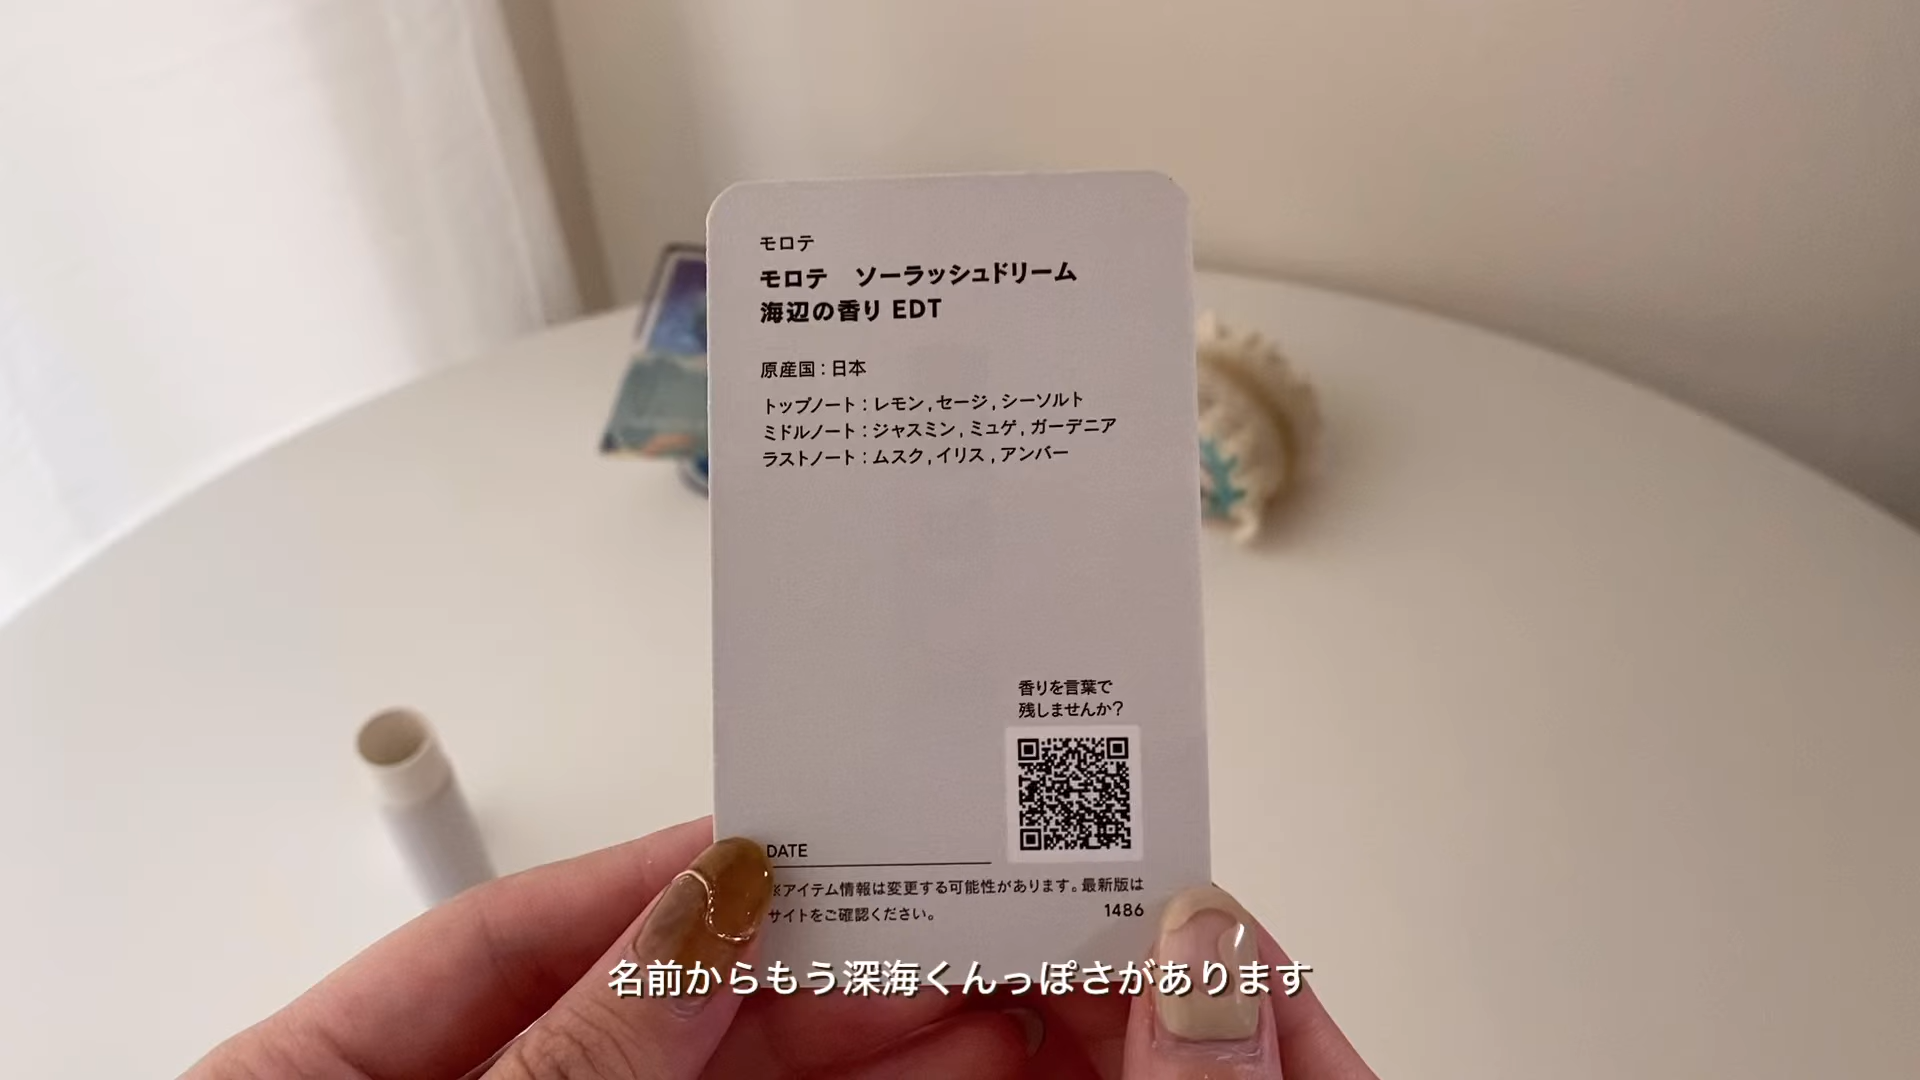 モロテ
モロテ　ソーラッシュドリーム
海辺の香り EDT
原産国：日本
トップノート：レモン,セージ,シーソルト
ミドルノート：ジャスミン,ミュゲ,ガーデニア
ラストノート：ムスク,イリス,アンバー
香りを言葉で
残しませんか？
DATE
※アイテム情報は変更する可能性があります。最新版は
サイトをご確認ください。
1486
名前からもう深海くんっぽさがあります